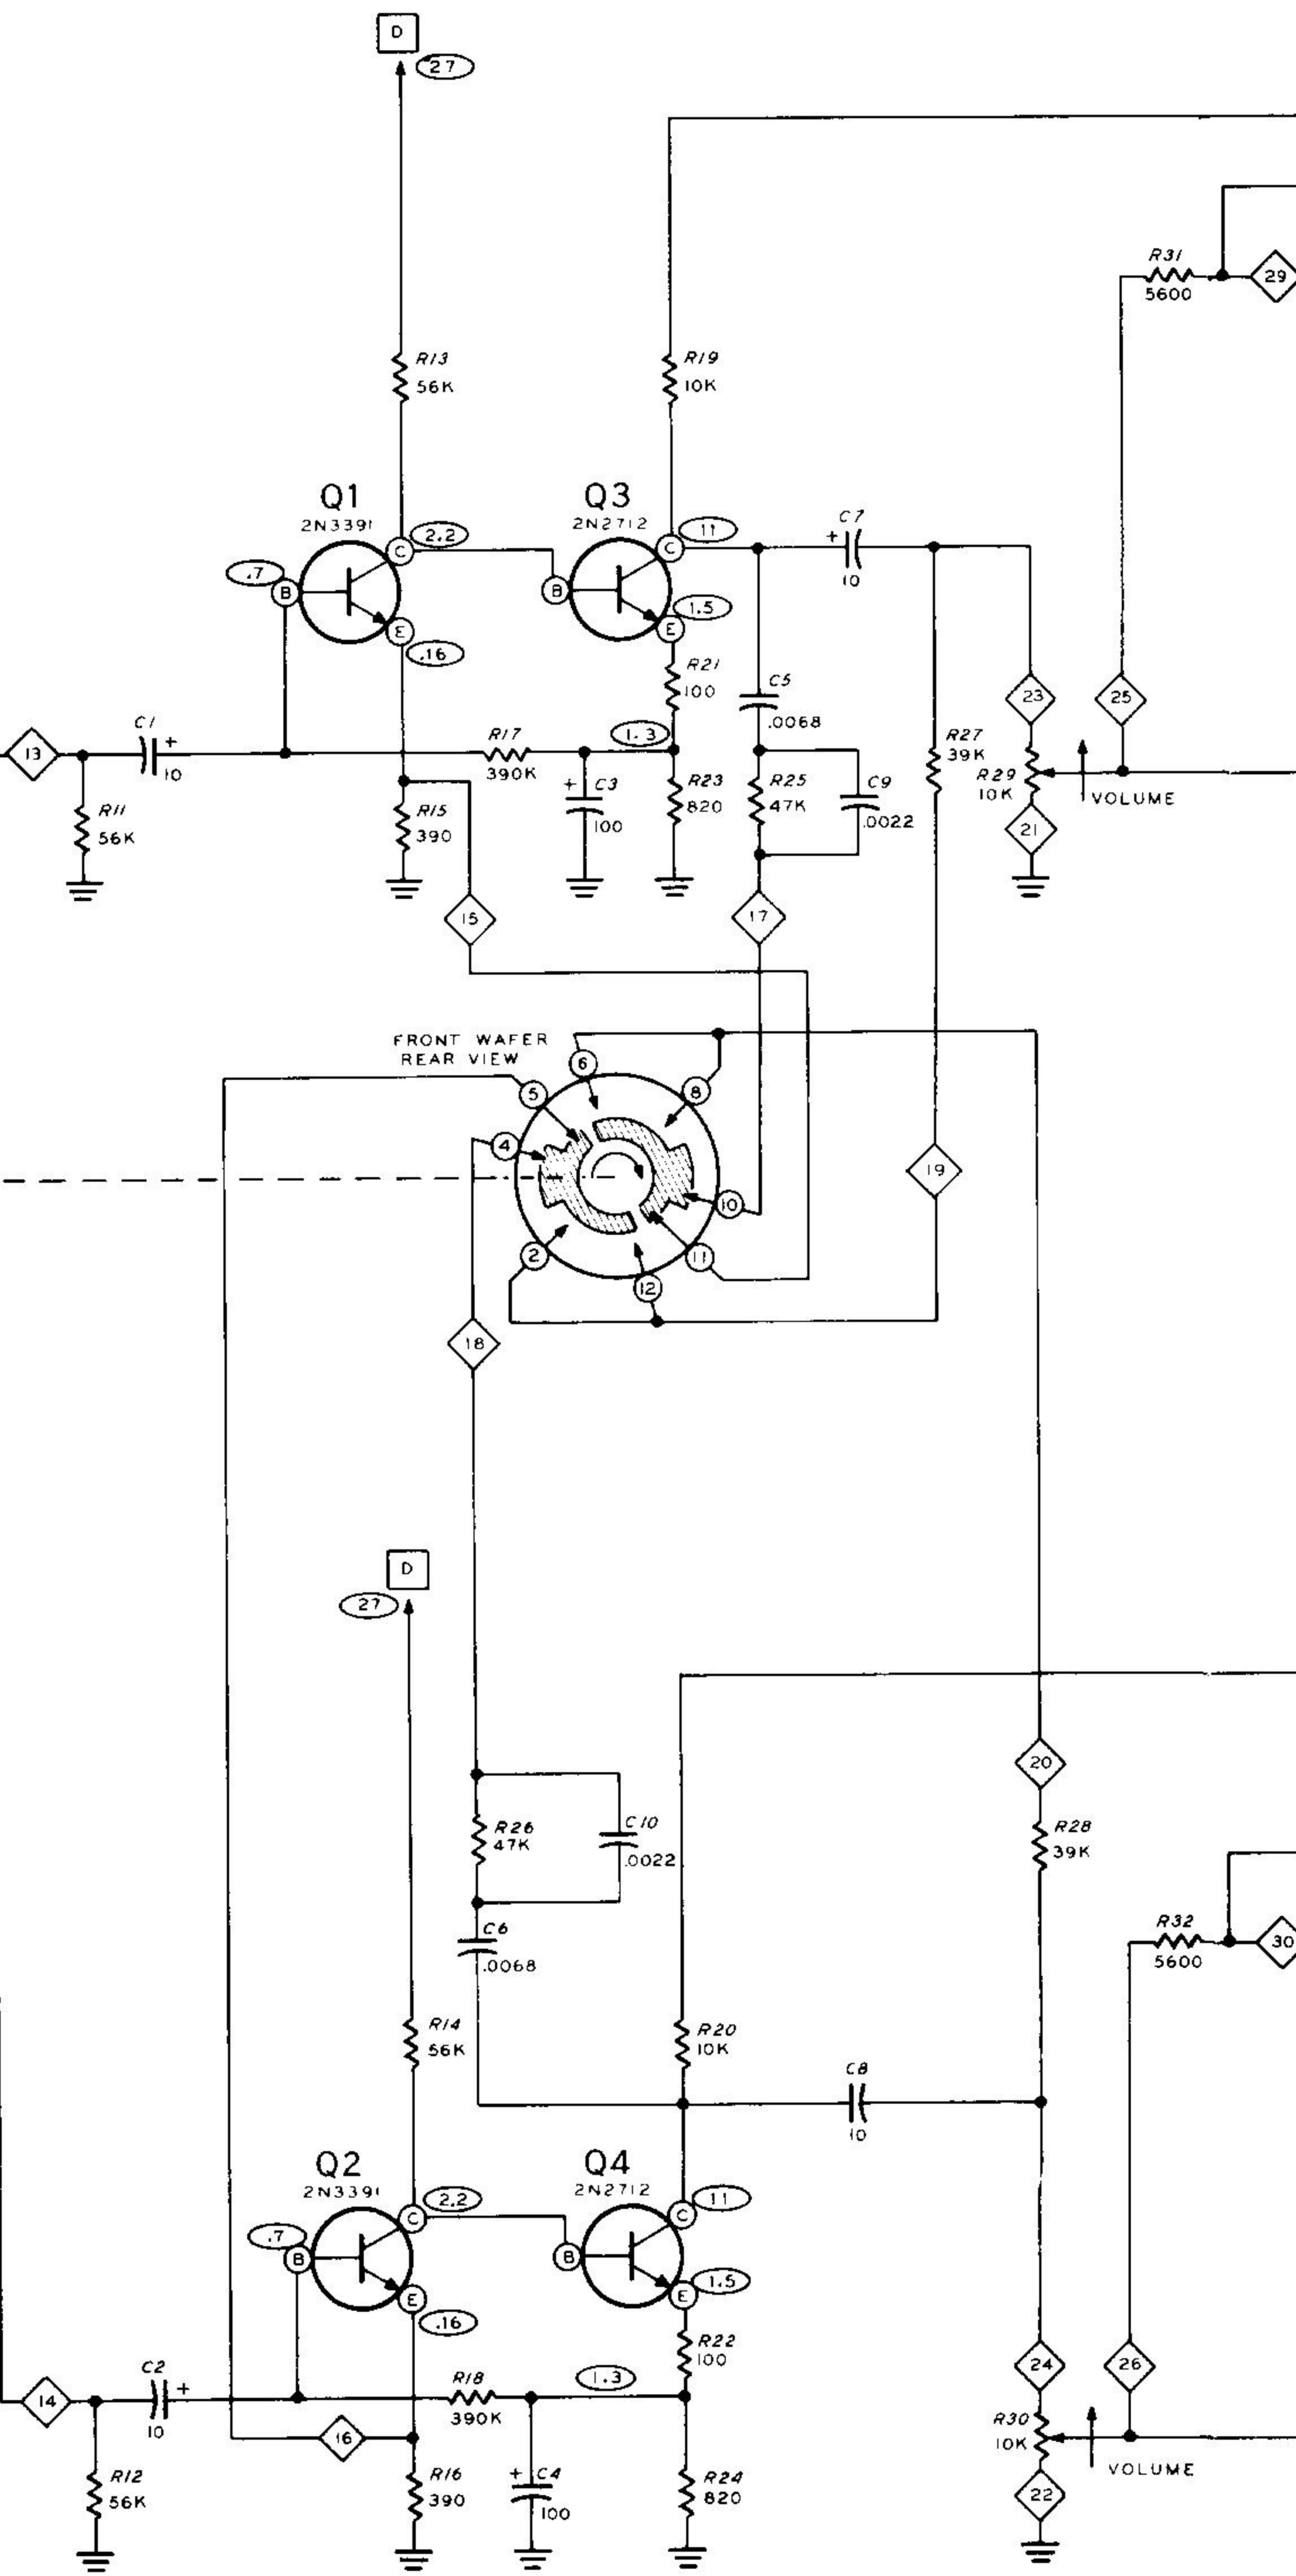 D
27
R31
5600
29
R13
56K
R19
10K
Q1
2N3391
Q3
2N2712
C
2.2
C
11
C7
+
10
.7
B
B
E
.16
1.5
E
R21
100
C5
.0068
23
25
13
C1
+
10
R17
390K
1.3
+
C3
100
R23
820
R25
47K
C9
.0022
R27
39K
R29
10K
VOLUME
R11
56K
R15
390
21
15
17
FRONT WAFER
REAR VIEW
6
5
8
4
10
2
11
12
19
18
D
27
20
R26
47K
C10
.0022
R28
39K
C6
.0068
R32
5600
30
R14
56K
R20
10K
C8
10
Q2
2N3391
Q4
2N2712
C
2.2
C
11
.7
B
B
E
.16
1.5
E
R22
100
14
C2
+
10
R18
390K
1.3
24
26
16
R30
10K
VOLUME
R12
56K
R16
390
+
C4
100
R24
820
22